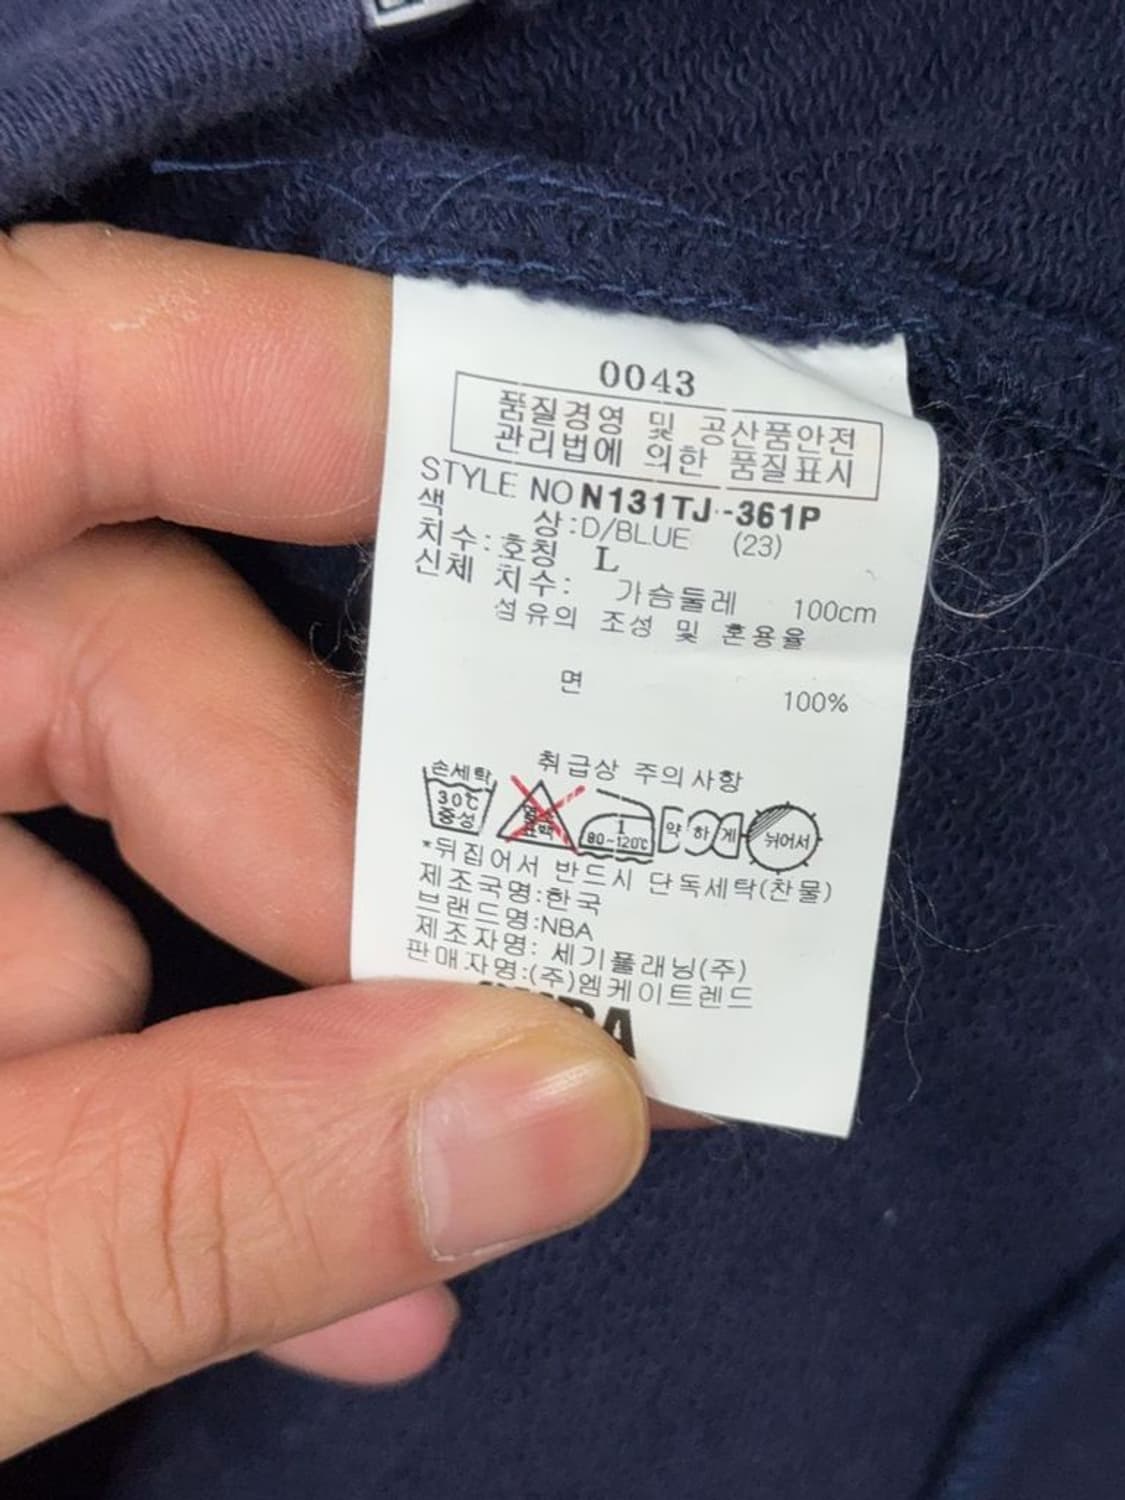 0043
품질경영 및 공산품안전
관리법에 의한 품질표시
STYLE NO N131TJ-361P
색 상:D/BLUE (23)
치수:호칭 L
신체 치수: 가슴둘레 100cm
섬유의 조성 및 혼용율
면 100%
취급상 주의사항
손세탁
30℃
중성
80~120℃
약하게
뉘어서
*뒤집어서 반드시 단독세탁(찬물)
제조국명:한국
브랜드명:NBA
제조자명: 세기플래닝(주)
판매자명:(주)엠케이트렌드